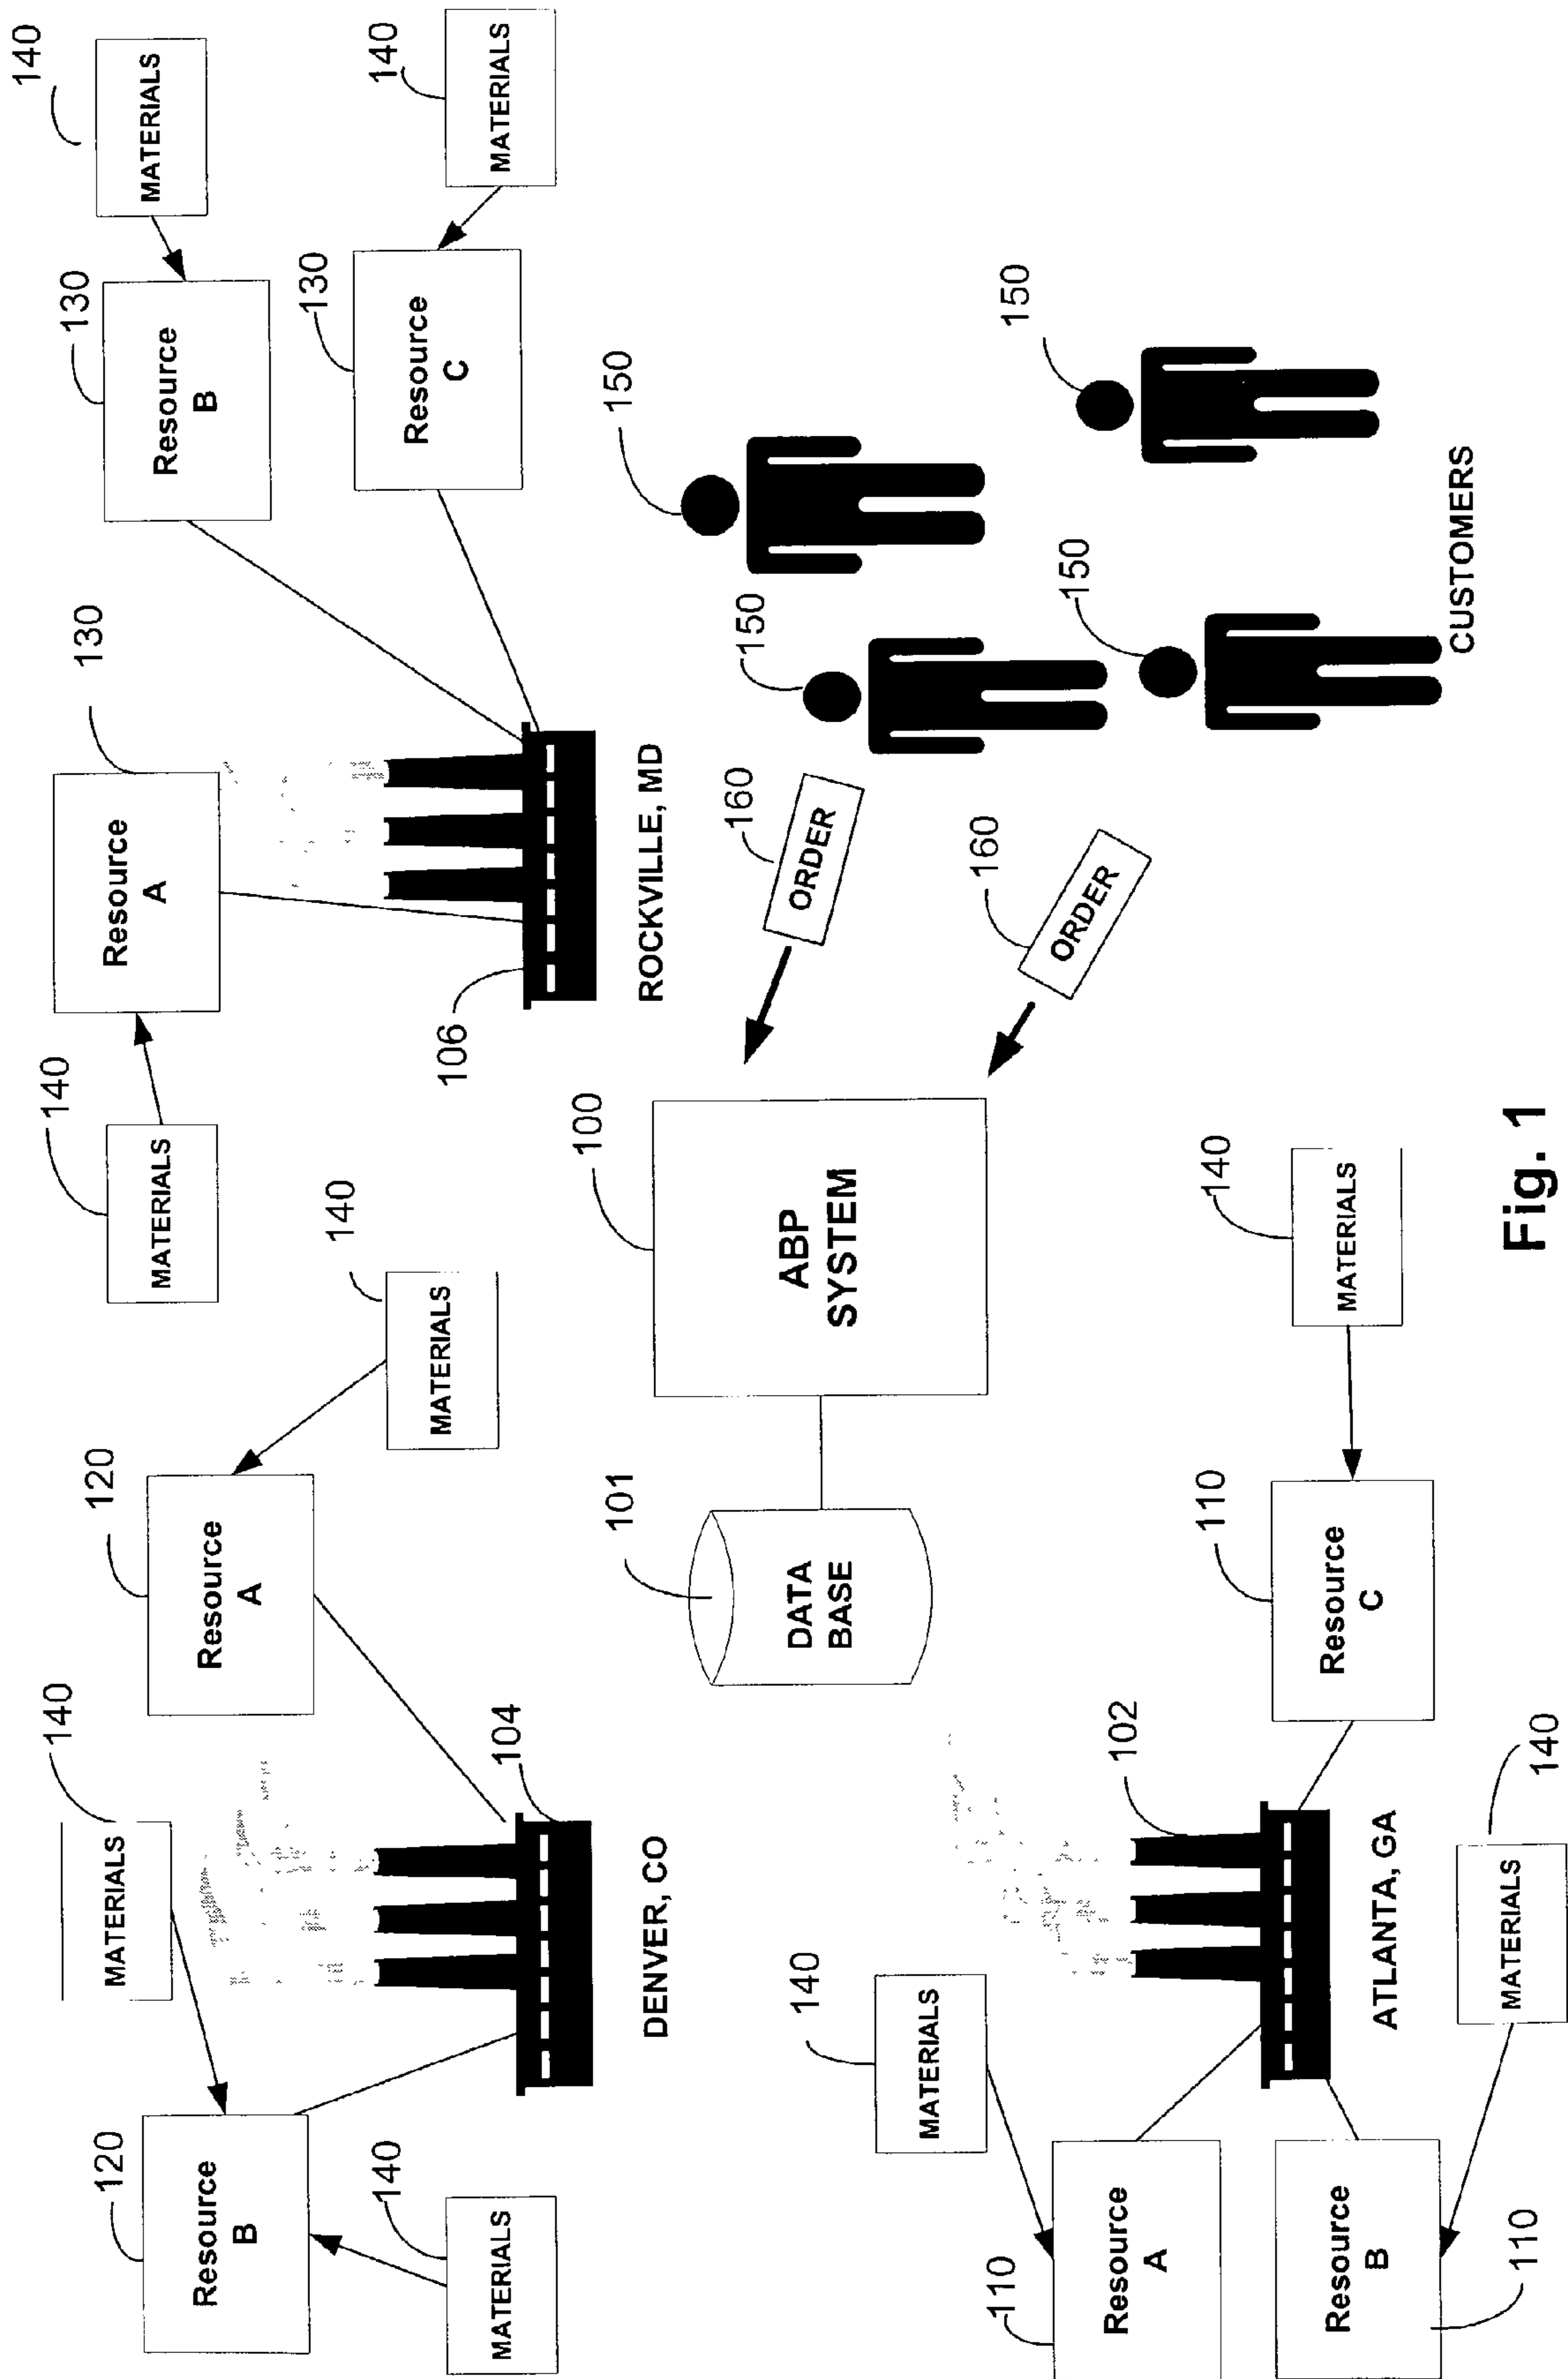 140
MATERIALS
120
Resource
B
140
MATERIALS
DENVER, CO
104
120
Resource
A
140
MATERIALS
140
MATERIALS
130
Resource
A
106
ROCKVILLE, MD
130
Resource
B
140
MATERIALS
130
Resource
C
140
MATERIALS
101
DATA
BASE
100
ABP
SYSTEM
160
ORDER
160
ORDER
150
150
150
150
CUSTOMERS
110
Resource
A
140
MATERIALS
102
ATLANTA, GA
Resource
B
110
MATERIALS
140
110
Resource
C
140
MATERIALS
Fig. 1